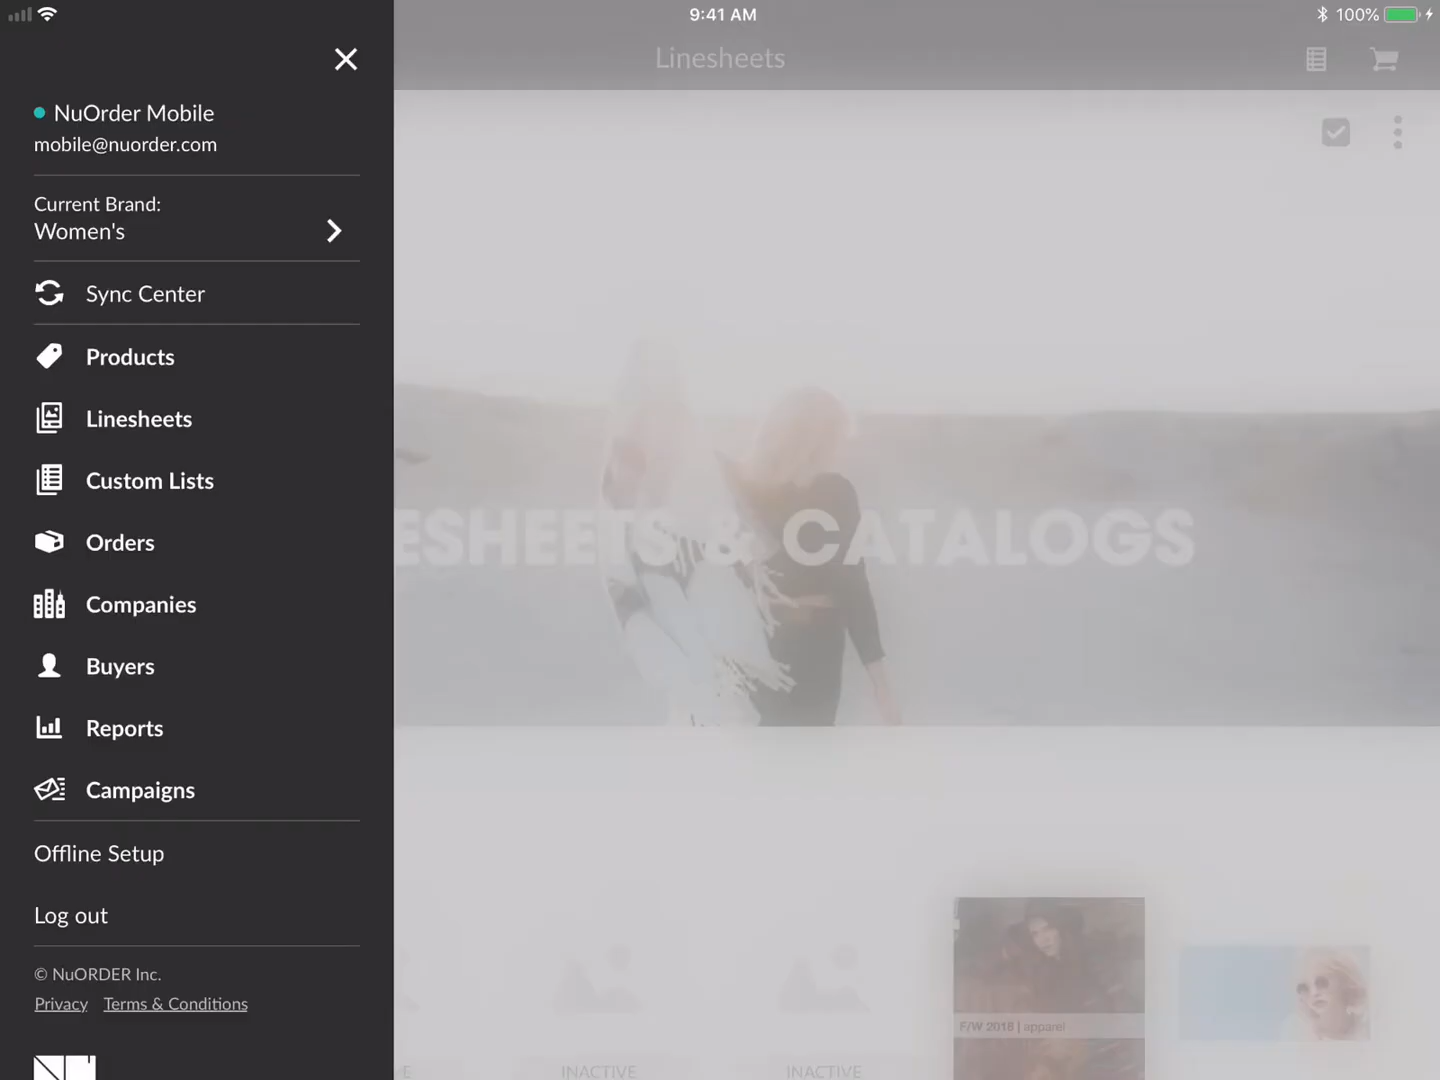 9:41 AM
100%
Linesheets
NuOrder Mobile
mobile@nuorder.com
Current Brand:
Women's
Sync Center
Products
Linesheets
Custom Lists
Orders
Companies
Buyers
Reports
Campaigns
Offline Setup
Log out
© NuORDER Inc.
Privacy Terms & Conditions
ESHEETS & CATALOGS
F/W 2018 | apparel
E
INACTIVE
INACTIVE